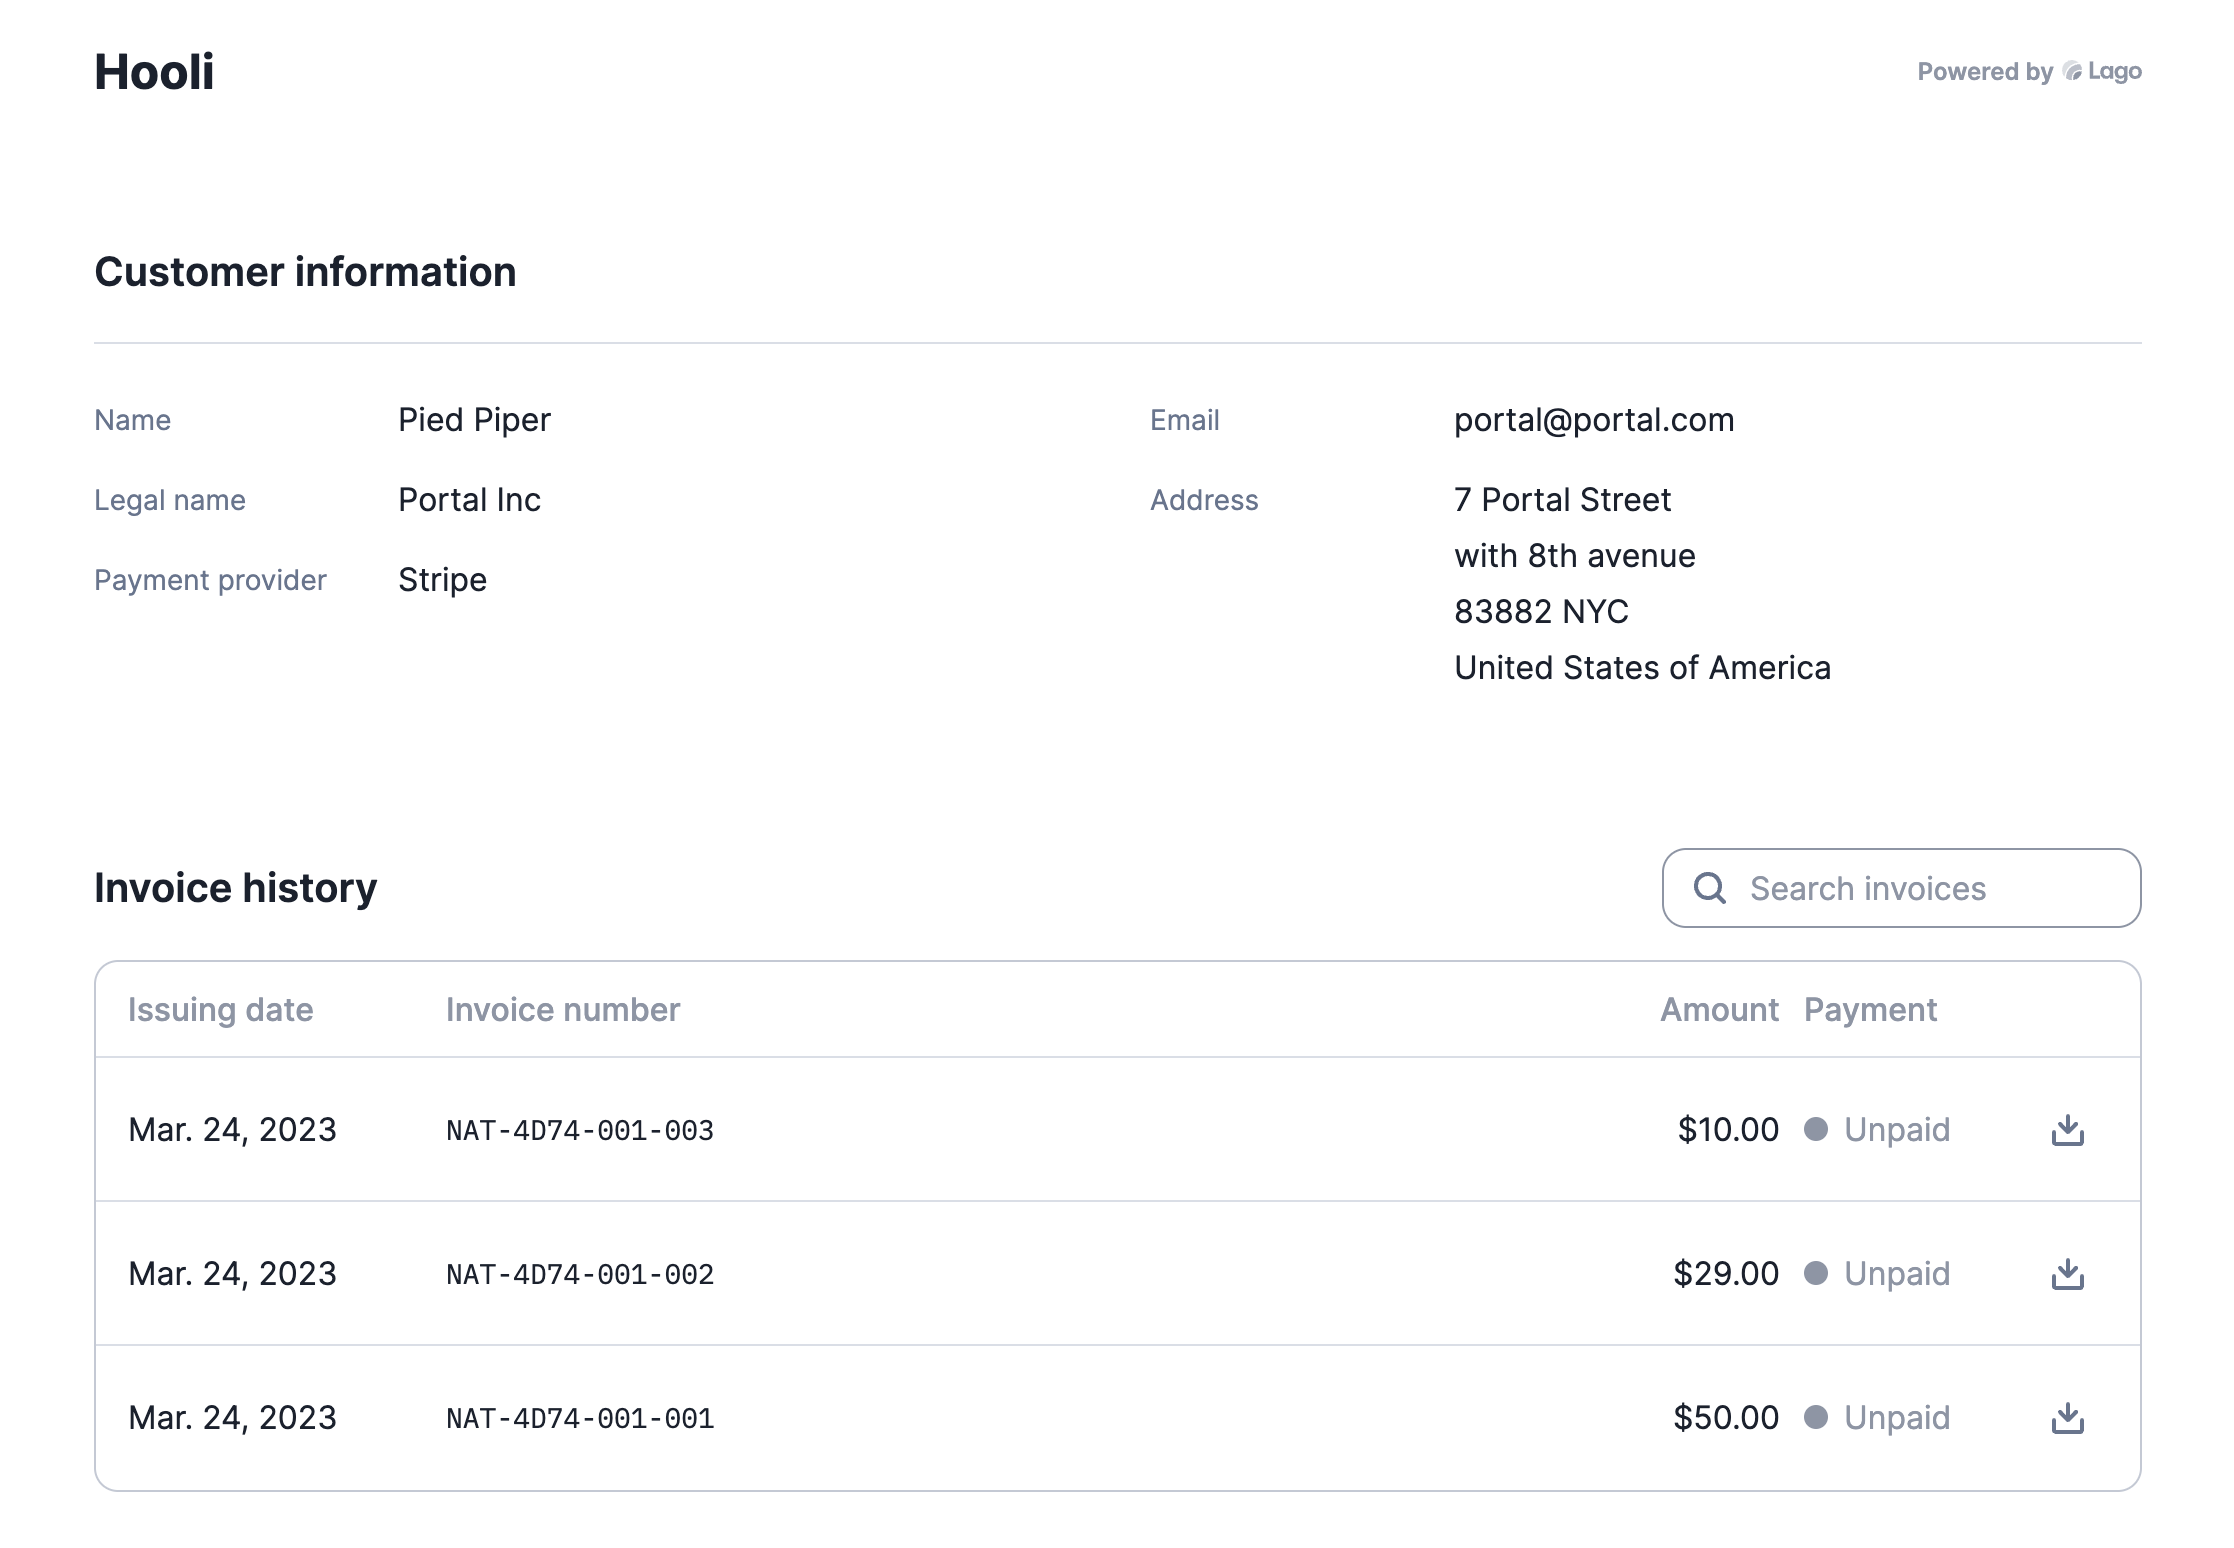 Hooli
Powered by Lago
Customer information
Name Pied Piper
Email portal@portal.com
Legal name Portal Inc
Address 7 Portal Street
Payment provider Stripe
with 8th avenue
83882 NYC
United States of America
Invoice history
Search invoices
Issuing date Invoice number Amount Payment
Mar. 24, 2023 NAT-4D74-001-003 $10.00 Unpaid
Mar. 24, 2023 NAT-4D74-001-002 $29.00 Unpaid
Mar. 24, 2023 NAT-4D74-001-001 $50.00 Unpaid